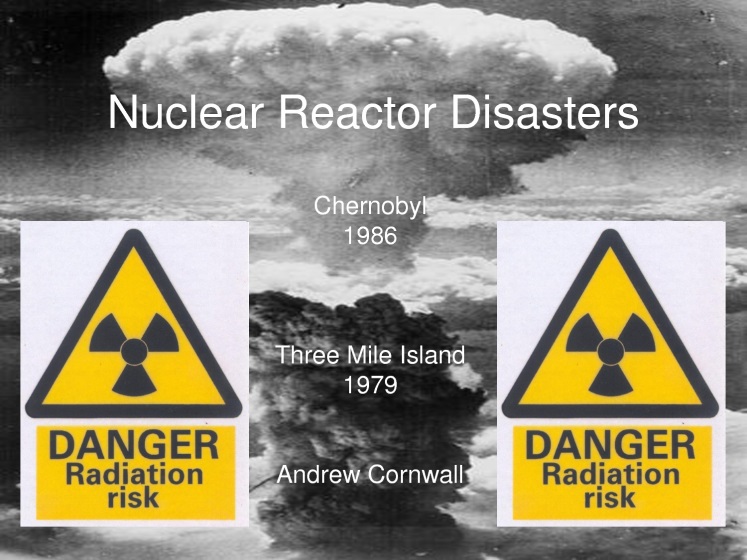 Nuclear Reactor Disasters
Chernobyl
1986
Three Mile Island
1979
Andrew Cornwall
DANGER
Radiation
risk
DANGER
Radiation
risk